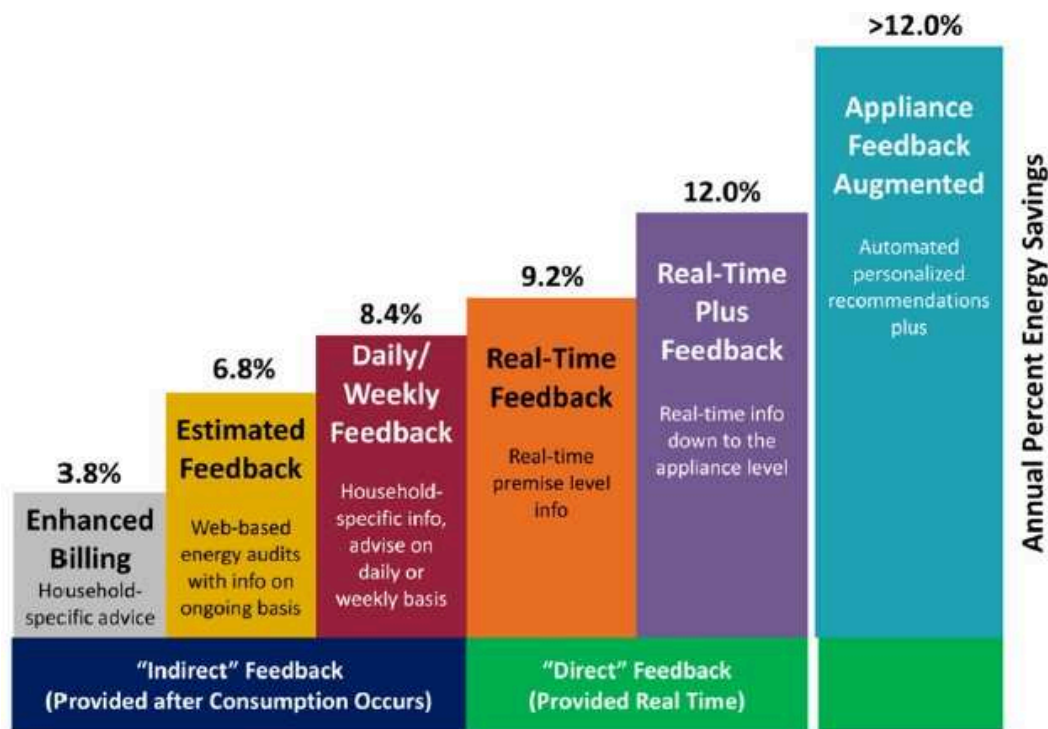 3.8%
Enhanced
Billing
Household-
specific advice
6.8%
Estimated
Feedback
Web-based
energy audits
with info on
ongoing basis
8.4%
Daily/
Weekly
Feedback
Household-
specific info,
advise on
daily or
weekly basis
9.2%
Real-Time
Feedback
Real-time
premise level
info
12.0%
Real-Time
Plus
Feedback
Real-time info
down to the
appliance level
>12.0%
Appliance
Feedback
Augmented
Automated
personalized
recommendations
plus
Annual Percent Energy Savings
“Indirect” Feedback
(Provided after Consumption Occurs)
“Direct” Feedback
(Provided Real Time)